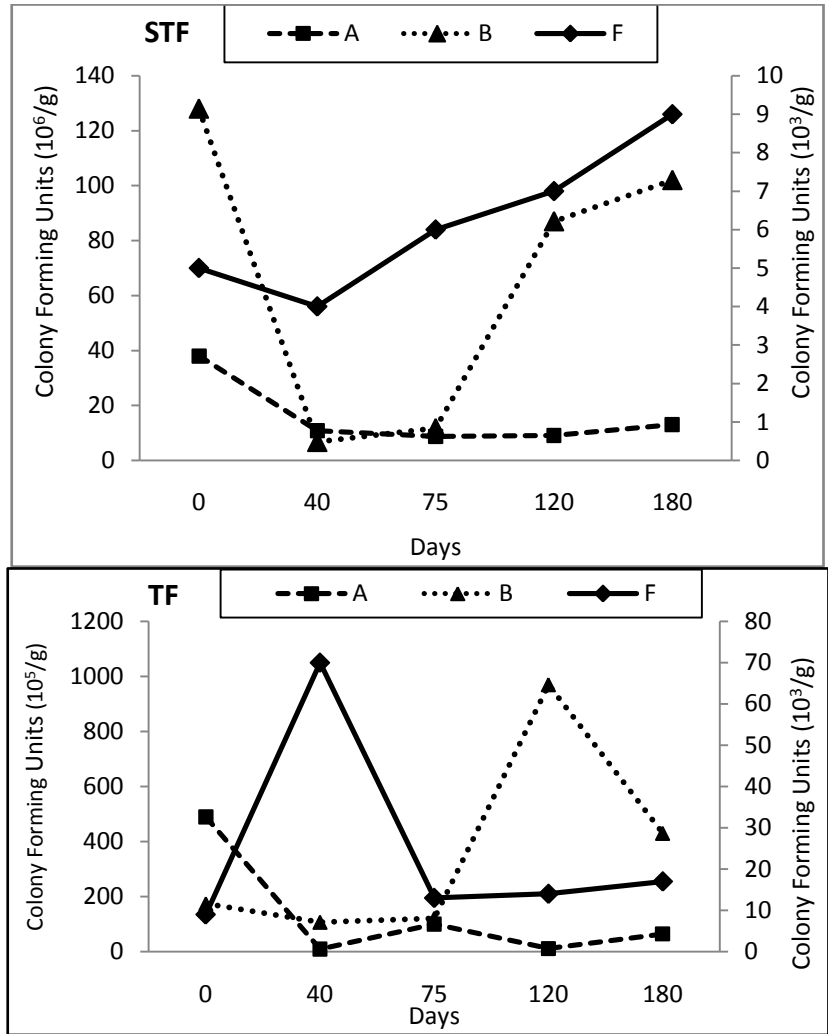 STF
A B F
Colony Forming Units (10⁶/g)
140
120
100
80
60
40
20
0
10
9
8
7
6
5
4
3
2
1
0
Colony Forming Units (10³/g)
0 40 75 120 180
Days
TF
A B F
Colony Forming Units (10⁵/g)
1200
1000
800
600
400
200
0
80
70
60
50
40
30
20
10
0
Colony Forming Units (10³/g)
0 40 75 120 180
Days